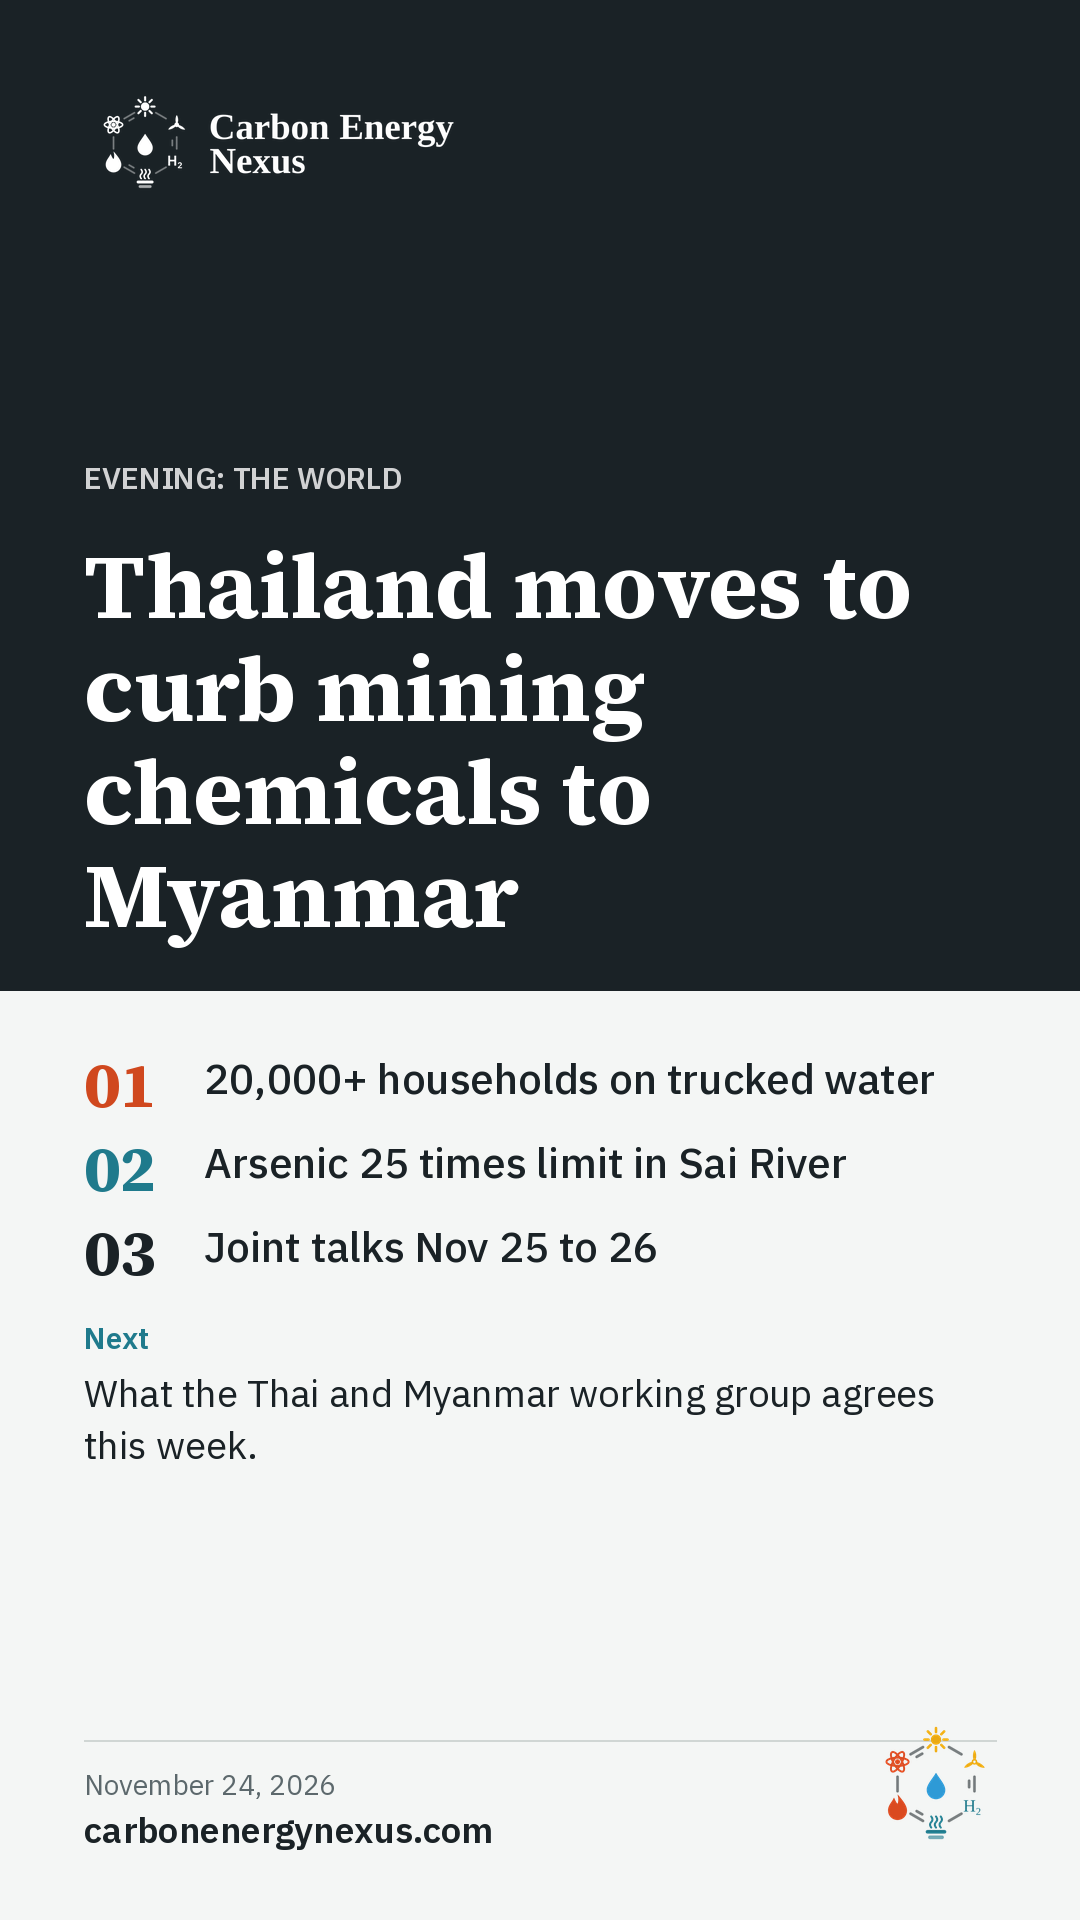 Carbon Energy
Nexus
H₂
EVENING: THE WORLD
Thailand moves to
curb mining
chemicals to
Myanmar
01 20,000+ households on trucked water
02 Arsenic 25 times limit in Sai River
03 Joint talks Nov 25 to 26
Next
What the Thai and Myanmar working group agrees
this week.
November 24, 2026
carbonenergynexus.com
H₂